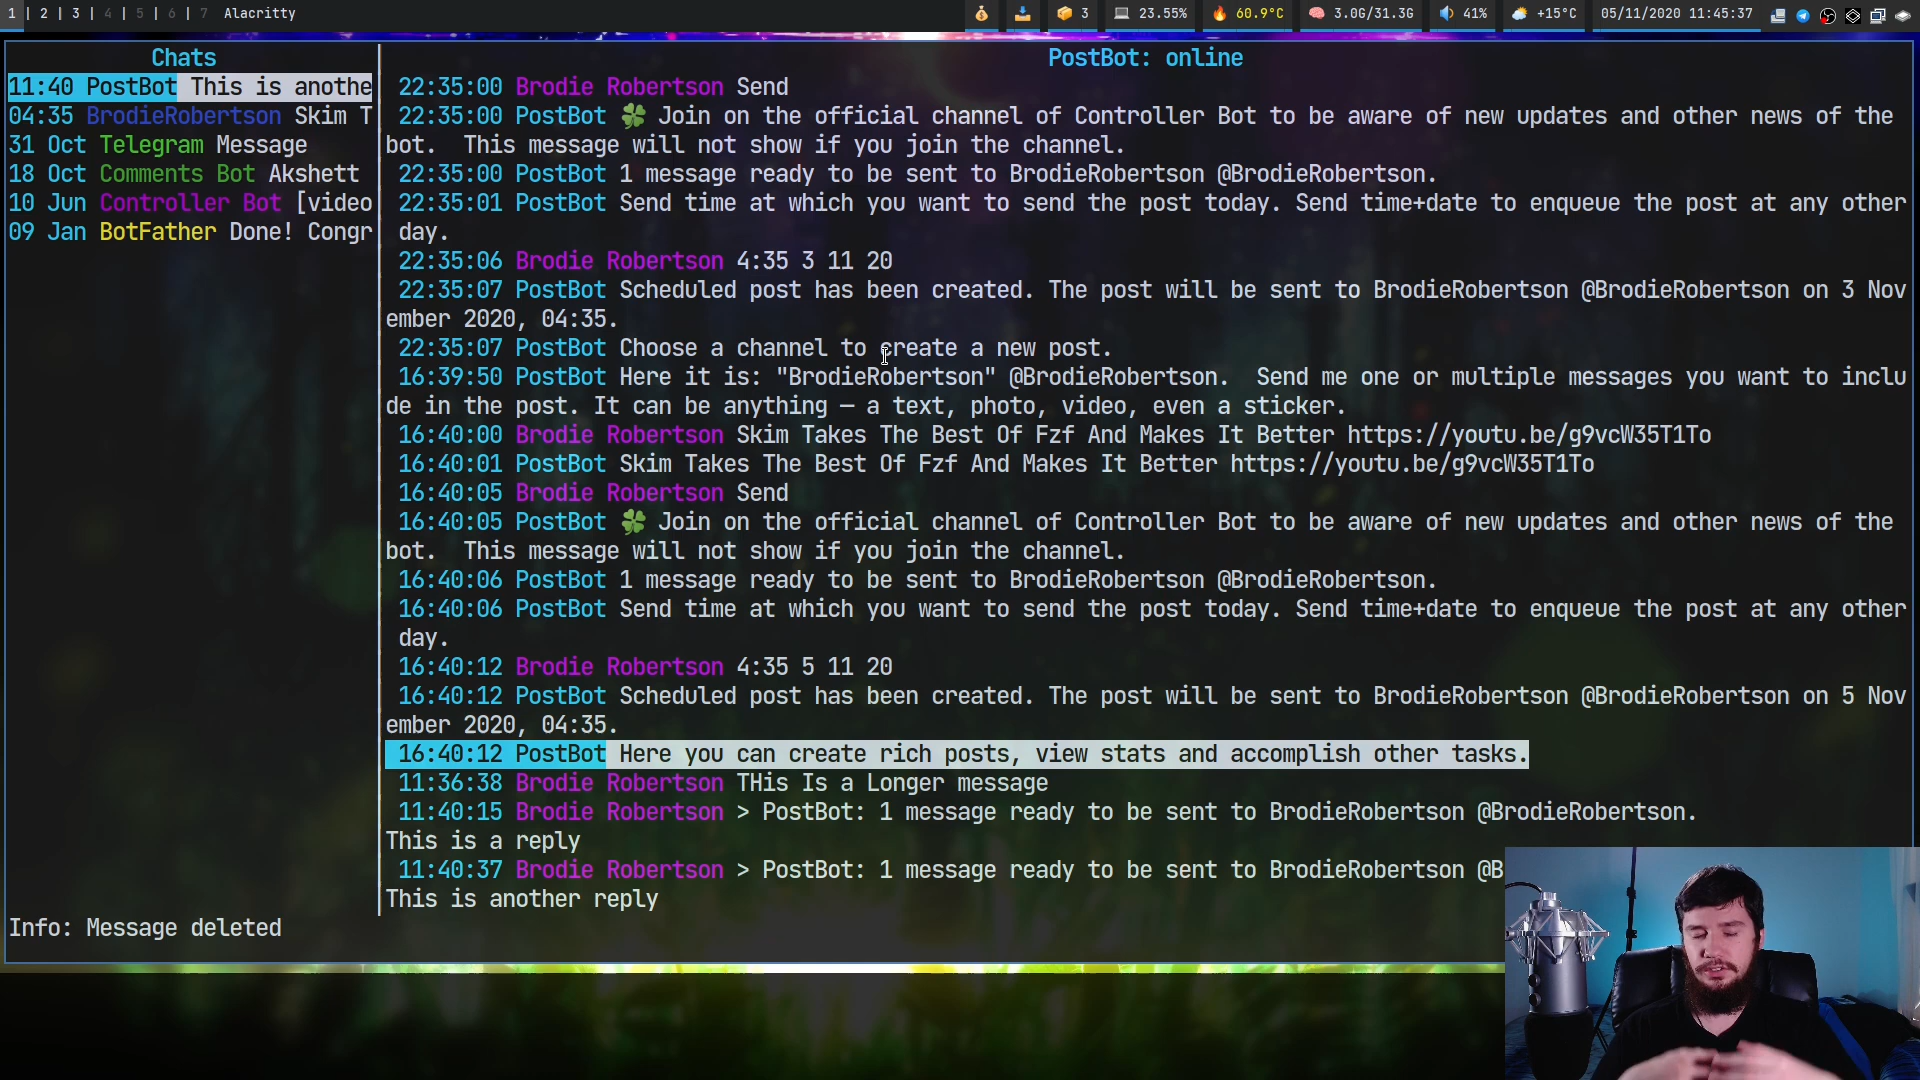 1 | 2 | 3 | 4 | 5 | 6 | 7 Alacritty
3 23.55% 60.9°C 3.0G/31.3G 41% +15°C 05/11/2020 11:45:37
Chats
11:40 PostBot This is anothe
04:35 BrodieRobertson Skim T
31 Oct Telegram Message
18 Oct Comments Bot Akshett
10 Jun Controller Bot [video
09 Jan BotFather Done! Congr
PostBot: online
22:35:00 Brodie Robertson Send
22:35:00 PostBot 🍀 Join on the official channel of Controller Bot to be aware of new updates and other news of the
bot.  This message will not show if you join the channel.
22:35:00 PostBot 1 message ready to be sent to BrodieRobertson @BrodieRobertson.
22:35:01 PostBot Send time at which you want to send the post today. Send time+date to enqueue the post at any other
day.
22:35:06 Brodie Robertson 4:35 3 11 20
22:35:07 PostBot Scheduled post has been created. The post will be sent to BrodieRobertson @BrodieRobertson on 3 Nov
ember 2020, 04:35.
22:35:07 PostBot Choose a channel to create a new post.
16:39:50 PostBot Here it is: "BrodieRobertson" @BrodieRobertson.  Send me one or multiple messages you want to inclu
de in the post. It can be anything — a text, photo, video, even a sticker.
16:40:00 Brodie Robertson Skim Takes The Best Of Fzf And Makes It Better https://youtu.be/g9vcW35T1To
16:40:01 PostBot Skim Takes The Best Of Fzf And Makes It Better https://youtu.be/g9vcW35T1To
16:40:05 Brodie Robertson Send
16:40:05 PostBot 🍀 Join on the official channel of Controller Bot to be aware of new updates and other news of the
bot.  This message will not show if you join the channel.
16:40:06 PostBot 1 message ready to be sent to BrodieRobertson @BrodieRobertson.
16:40:06 PostBot Send time at which you want to send the post today. Send time+date to enqueue the post at any other
day.
16:40:12 Brodie Robertson 4:35 5 11 20
16:40:12 PostBot Scheduled post has been created. The post will be sent to BrodieRobertson @BrodieRobertson on 5 Nov
ember 2020, 04:35.
16:40:12 PostBot Here you can create rich posts, view stats and accomplish other tasks.
11:36:38 Brodie Robertson THis Is a Longer message
11:40:15 Brodie Robertson > PostBot: 1 message ready to be sent to BrodieRobertson @BrodieRobertson.
This is a reply
11:40:37 Brodie Robertson > PostBot: 1 message ready to be sent to BrodieRobertson @B
This is another reply
Info: Message deleted